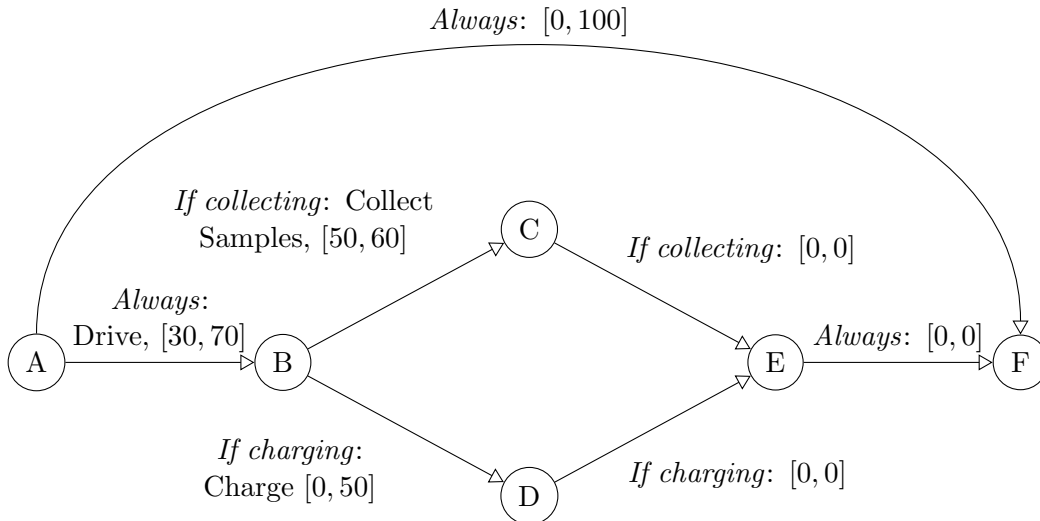 Always: [0, 100]
If collecting: Collect
Samples, [50, 60]
C
If collecting: [0, 0]
Always:
Drive, [30, 70]
Always: [0, 0]
A
B
E
F
If charging:
Charge [0, 50]
If charging: [0, 0]
D